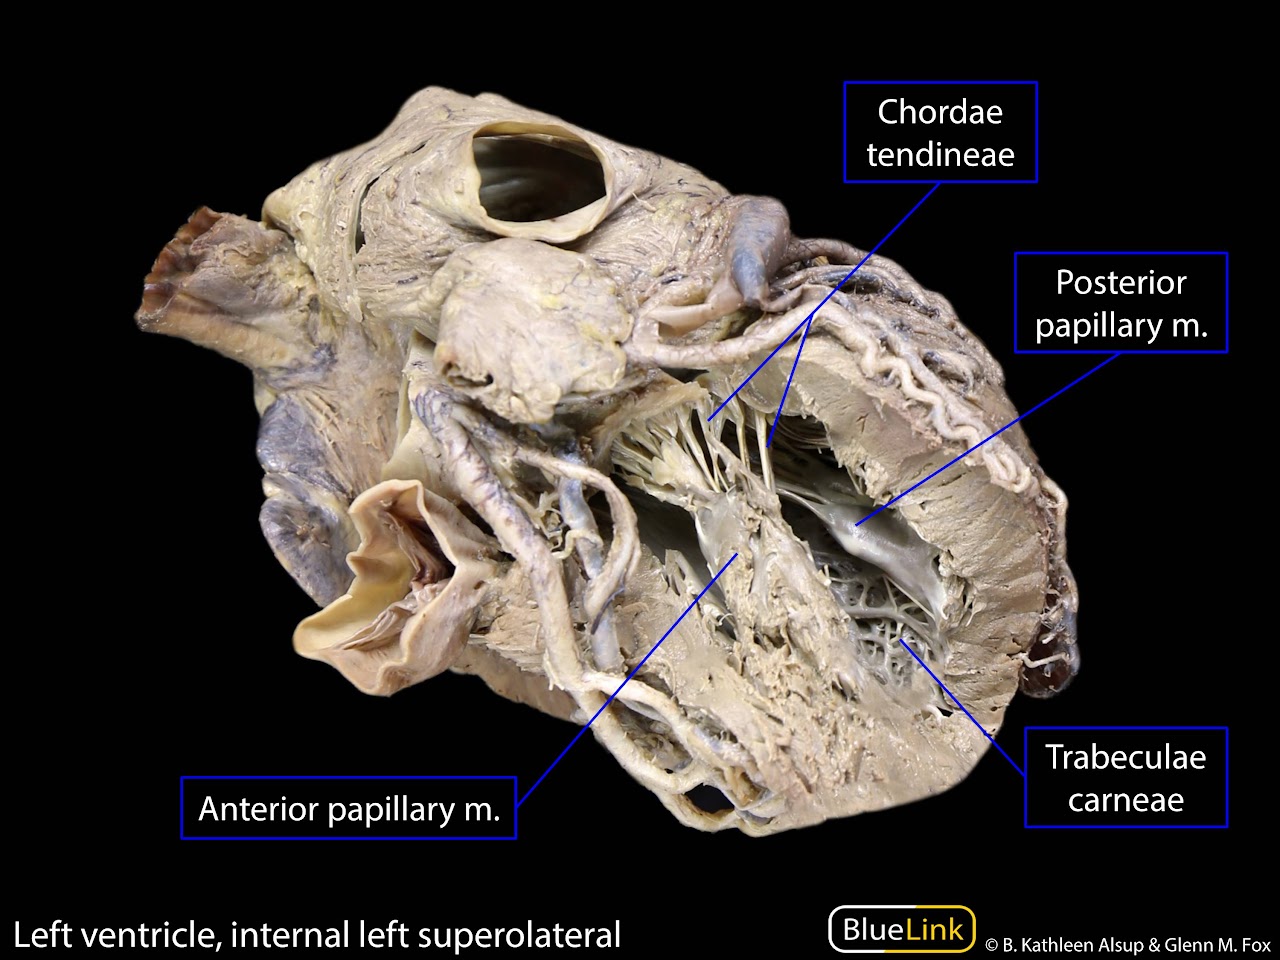 Chordae
tendineae
Posterior
papillary m.
Anterior papillary m.
Trabeculae
carneae
Left ventricle, internal left superolateral
BlueLink
© B. Kathleen Alsup & Glenn M. Fox